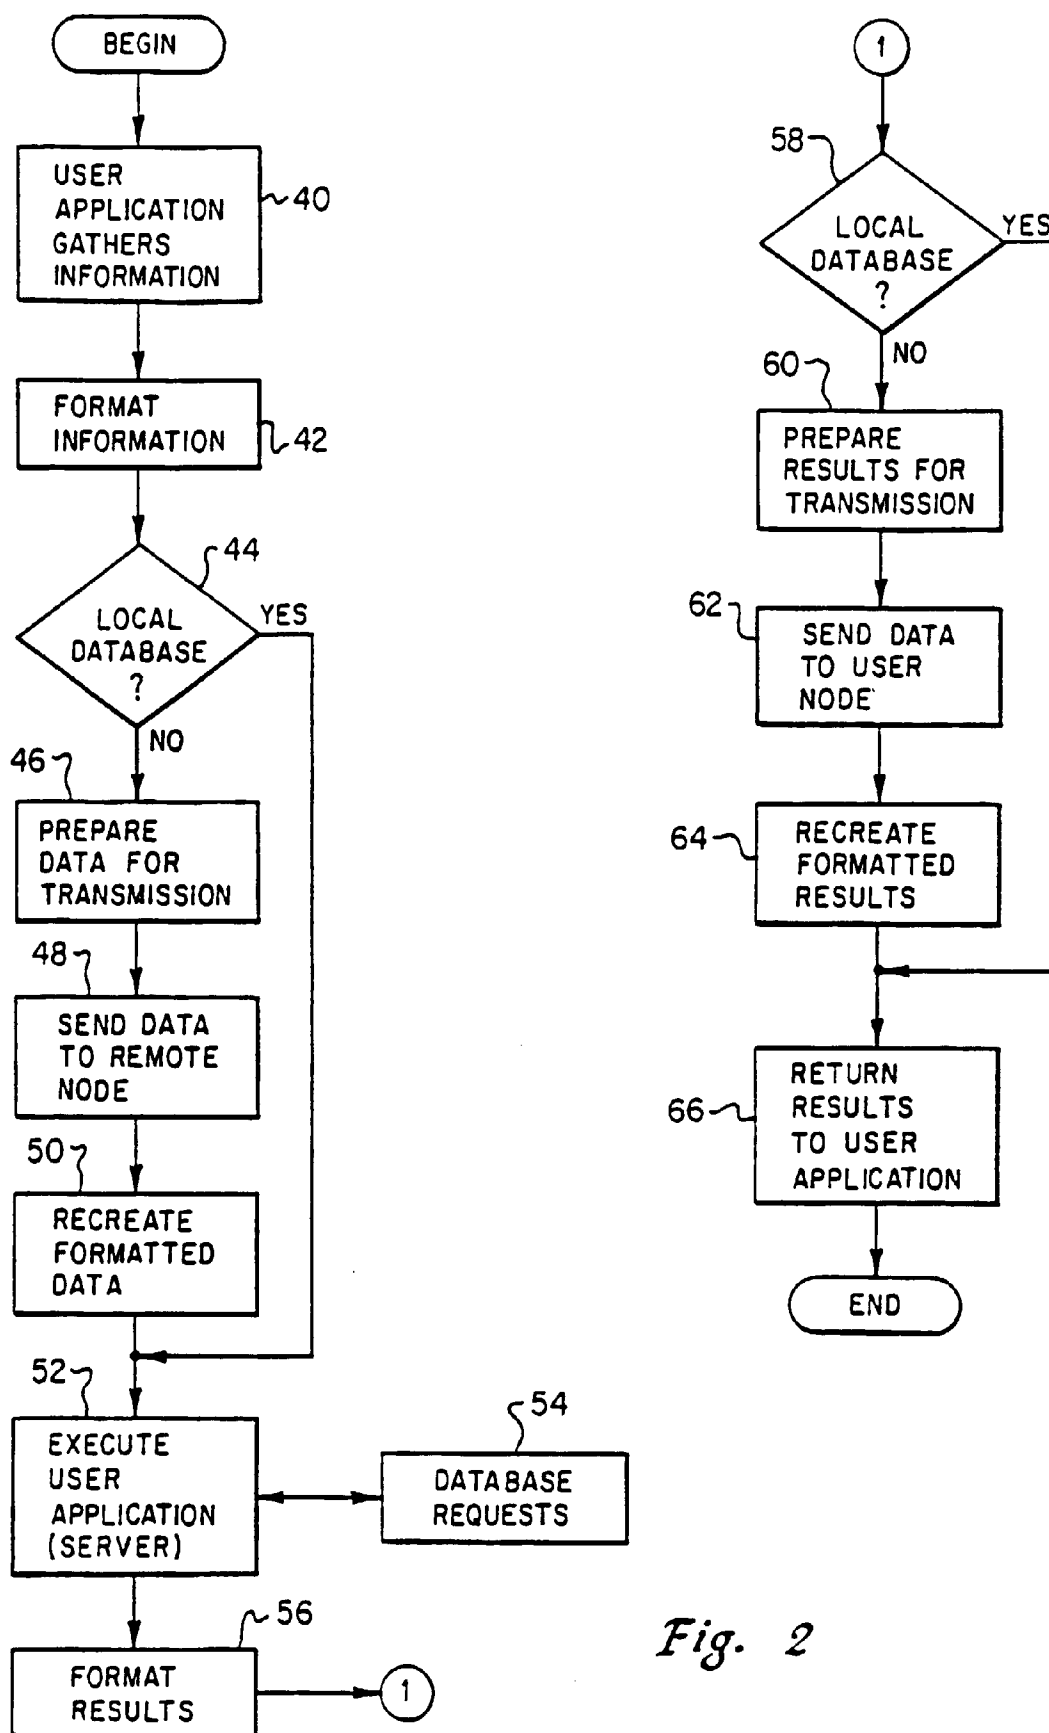 BEGIN
USER
APPLICATION
GATHERS
INFORMATION
40
FORMAT
INFORMATION
42
44
LOCAL
DATABASE
?
YES
NO
46
PREPARE
DATA FOR
TRANSMISSION
48
SEND DATA
TO REMOTE
NODE
50
RECREATE
FORMATTED
DATA
52
EXECUTE
USER
APPLICATION
(SERVER)
54
DATABASE
REQUESTS
56
FORMAT
RESULTS
1
1
58
LOCAL
DATABASE
?
YES
NO
60
PREPARE
RESULTS FOR
TRANSMISSION
62
SEND DATA
TO USER
NODE
64
RECREATE
FORMATTED
RESULTS
66
RETURN
RESULTS
TO USER
APPLICATION
END
Fig. 2